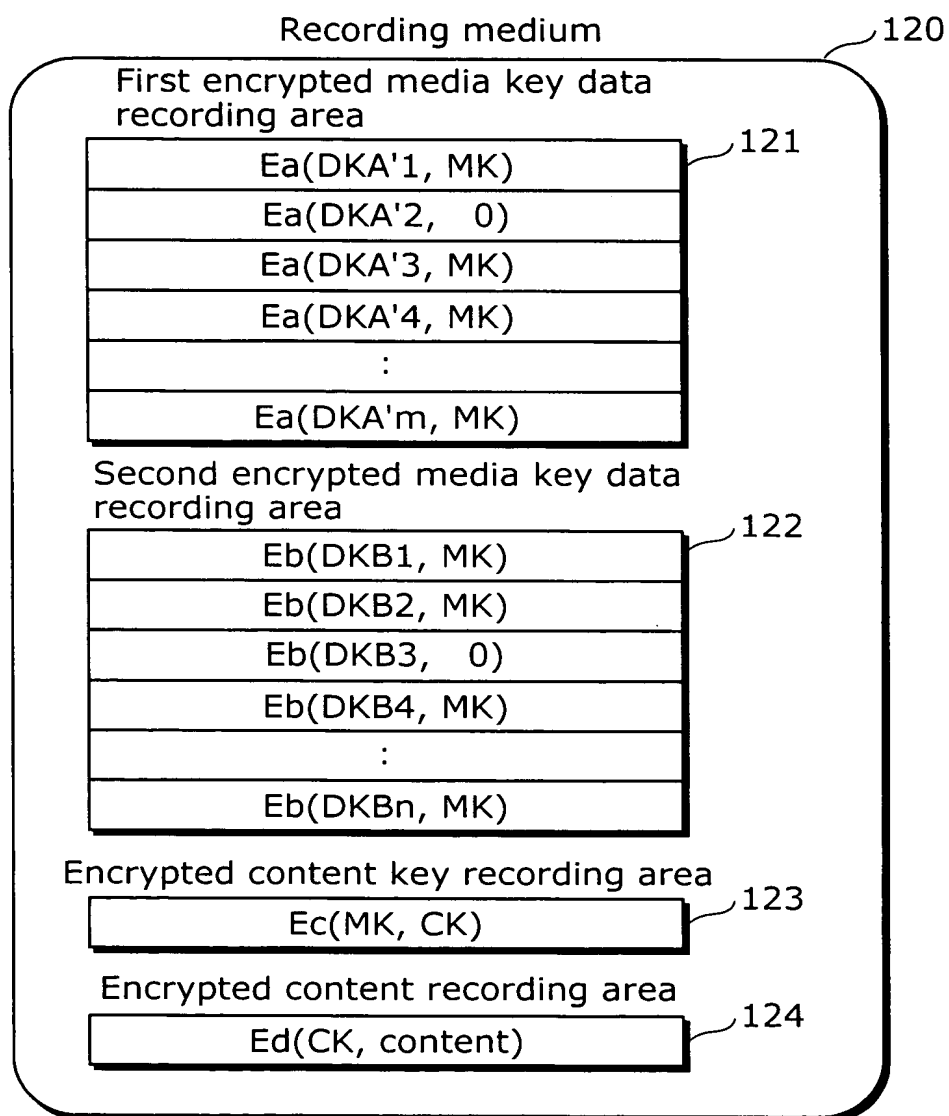 Recording medium
120
First encrypted media key data
recording area
121
Ea(DKA'1, MK)
Ea(DKA'2, 0)
Ea(DKA'3, MK)
Ea(DKA'4, MK)
:
Ea(DKA'm, MK)
Second encrypted media key data
recording area
122
Eb(DKB1, MK)
Eb(DKB2, MK)
Eb(DKB3, 0)
Eb(DKB4, MK)
:
Eb(DKBn, MK)
Encrypted content key recording area
123
Ec(MK, CK)
Encrypted content recording area
124
Ed(CK, content)